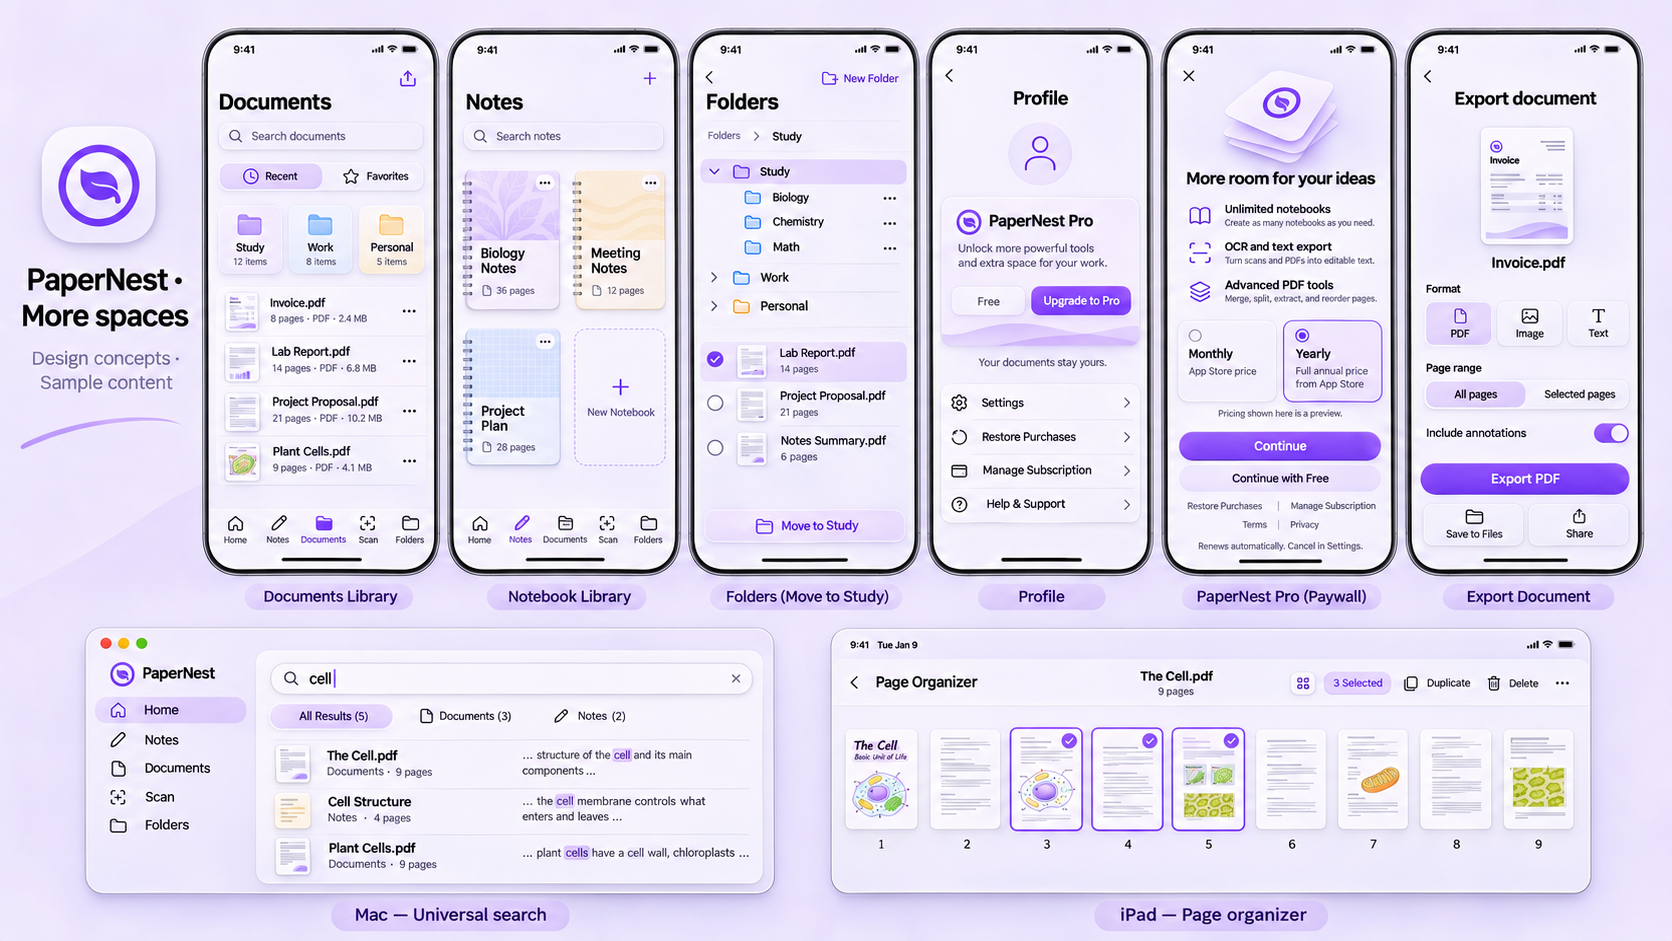 PaperNest •
More spaces
Design concepts •
Sample content
9:41
Documents
Search documents
Recent
Favorites
Study
12 items
Work
8 items
Personal
5 items
Invoice.pdf
8 pages • PDF • 2.4 MB
Lab Report.pdf
14 pages • PDF • 6.8 MB
Project Proposal.pdf
21 pages • PDF • 10.2 MB
Plant Cells.pdf
9 pages • PDF • 4.1 MB
Home
Notes
Documents
Scan
Folders
Documents Library
9:41
Notes
Search notes
Biology
Notes
36 pages
Meeting
Notes
12 pages
Project
Plan
28 pages
New Notebook
Home
Notes
Documents
Scan
Folders
Notebook Library
9:41
New Folder
Folders
Folders > Study
Study
Biology
Chemistry
Math
Work
Personal
Lab Report.pdf
14 pages
Project Proposal.pdf
21 pages
Notes Summary.pdf
6 pages
Move to Study
Folders (Move to Study)
9:41
Profile
PaperNest Pro
Unlock more powerful tools
and extra space for your work.
Free
Upgrade to Pro
Your documents stay yours.
Settings
Restore Purchases
Manage Subscription
Help & Support
Profile
9:41
More room for your ideas
Unlimited notebooks
Create as many notebooks as you need.
OCR and text export
Turn scans and PDFs into editable text.
Advanced PDF tools
Merge, split, extract, and reorder pages.
Monthly
App Store price
Yearly
Full annual price
from App Store
Pricing shown here is a preview.
Continue
Continue with Free
Restore Purchases | Manage Subscription
Terms | Privacy
Renews automatically. Cancel in Settings.
PaperNest Pro (Paywall)
9:41
Export document
Invoice
Invoice.pdf
Format
PDF
Image
Text
Page range
All pages
Selected pages
Include annotations
Export PDF
Save to Files
Share
Export Document
PaperNest
Home
Notes
Documents
Scan
Folders
cell
All Results (5)
Documents (3)
Notes (2)
The Cell.pdf
Documents • 9 pages
... structure of the cell and its main
components ...
Cell Structure
Notes • 4 pages
... the cell membrane controls what
enters and leaves ...
Plant Cells.pdf
Documents • 9 pages
... plant cells have a cell wall, chloroplasts ...
Mac — Universal search
9:41 Tue Jan 9
Page Organizer
The Cell.pdf
9 pages
3 Selected
Duplicate
Delete
The Cell
Basic Unit of Life
1
2
3
4
5
6
7
8
9
iPad — Page organizer